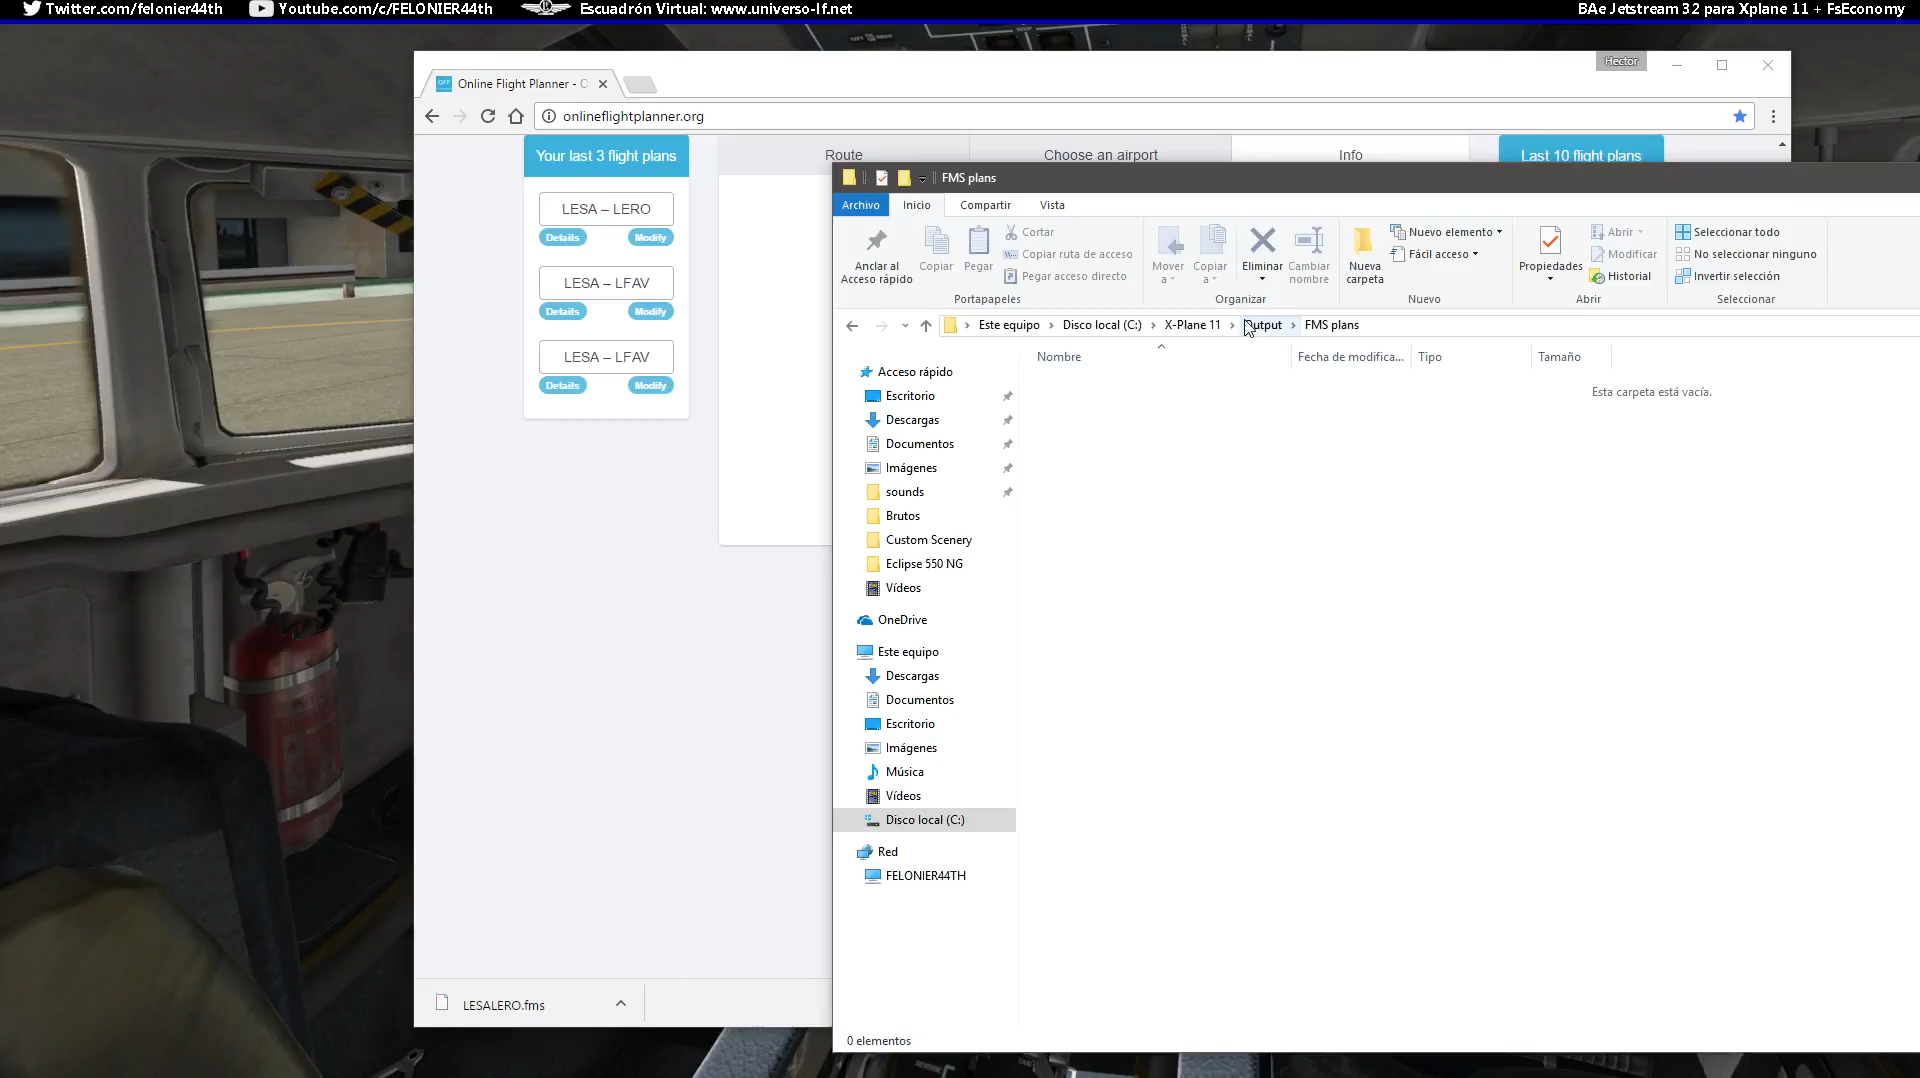 Twitter.com/felonier44th
Youtube.com/c/FELONIER44th
Escuadrón Virtual: www.universo-lf.net
BAe Jetstream 32 para Xplane 11 + FsEconomy
Hector
Online Flight Planner -
onlineflightplanner.org
Your last 3 flight plans
Route
Choose an airport
Info
Last 10 flight plans
LESA – LERO
Details
Modify
LESA – LFAV
Details
Modify
LESA – LFAV
Details
Modify
FMS plans
Archivo
Inicio
Compartir
Vista
Anclar al
Acceso rápido
Copiar
Pegar
Cortar
Copiar ruta de acceso
Pegar acceso directo
Portapapeles
Mover
a
Copiar
a
Eliminar
Cambiar
nombre
Organizar
Nueva
carpeta
Nuevo elemento
Fácil acceso
Nuevo
Propiedades
Abrir
Modificar
Historial
Abrir
Seleccionar todo
No seleccionar ninguno
Invertir selección
Seleccionar
Este equipo
Disco local (C:)
X-Plane 11
Output
FMS plans
Nombre
Fecha de modifica...
Tipo
Tamaño
Esta carpeta está vacía.
Acceso rápido
Escritorio
Descargas
Documentos
Imágenes
sounds
Brutos
Custom Scenery
Eclipse 550 NG
Vídeos
OneDrive
Este equipo
Descargas
Documentos
Escritorio
Imágenes
Música
Vídeos
Disco local (C:)
Red
FELONIER44TH
LESALERO.fms
0 elementos